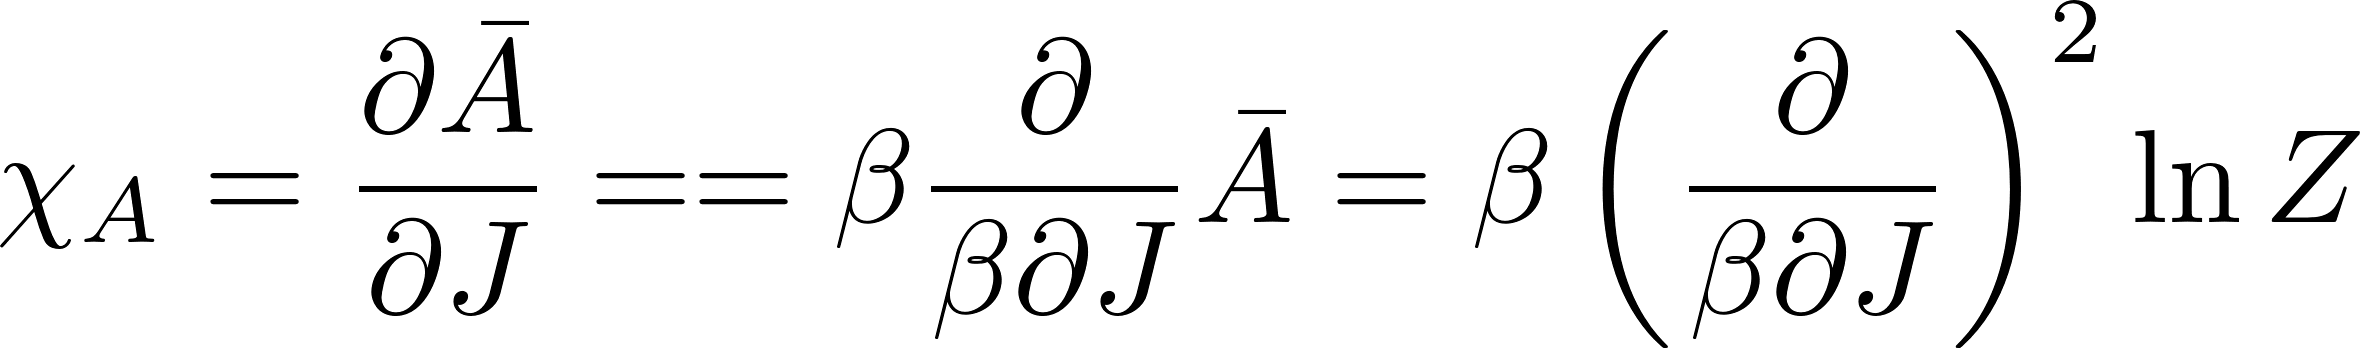 $\chi_A = \frac{\partial \bar{A}}{\partial J} == \beta \frac{\partial}{\beta \partial J} \bar{A} = \beta \left( \frac{\partial}{\beta \partial J} \right)^2 \ln Z$